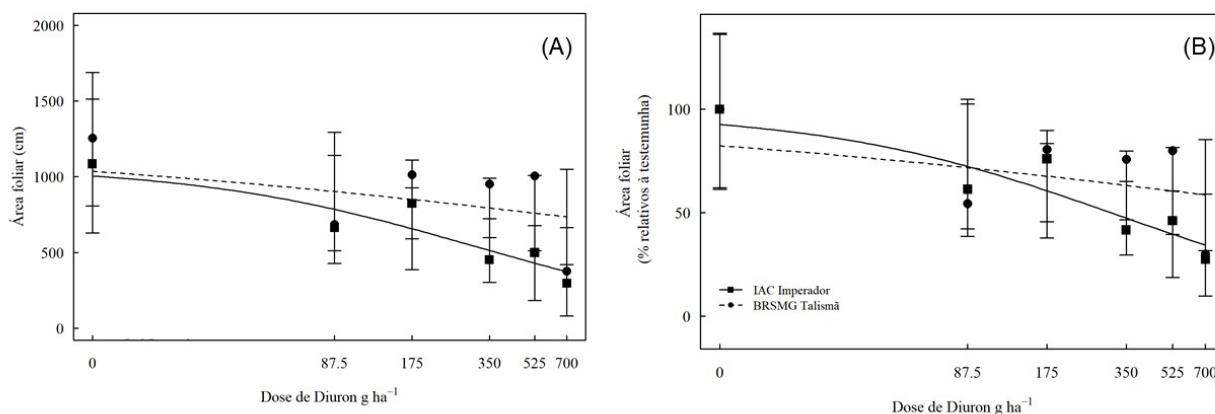 (A)
Área foliar (cm)
2000
1500
1000
500
0
0 87.5 175 350 525 700
Dose de Diuron g ha⁻¹
(B)
Área foliar
(% relativos à testemunha)
100
50
0
IAC Imperador
BRSMG Talismã
0 87.5 175 350 525 700
Dose de Diuron g ha⁻¹